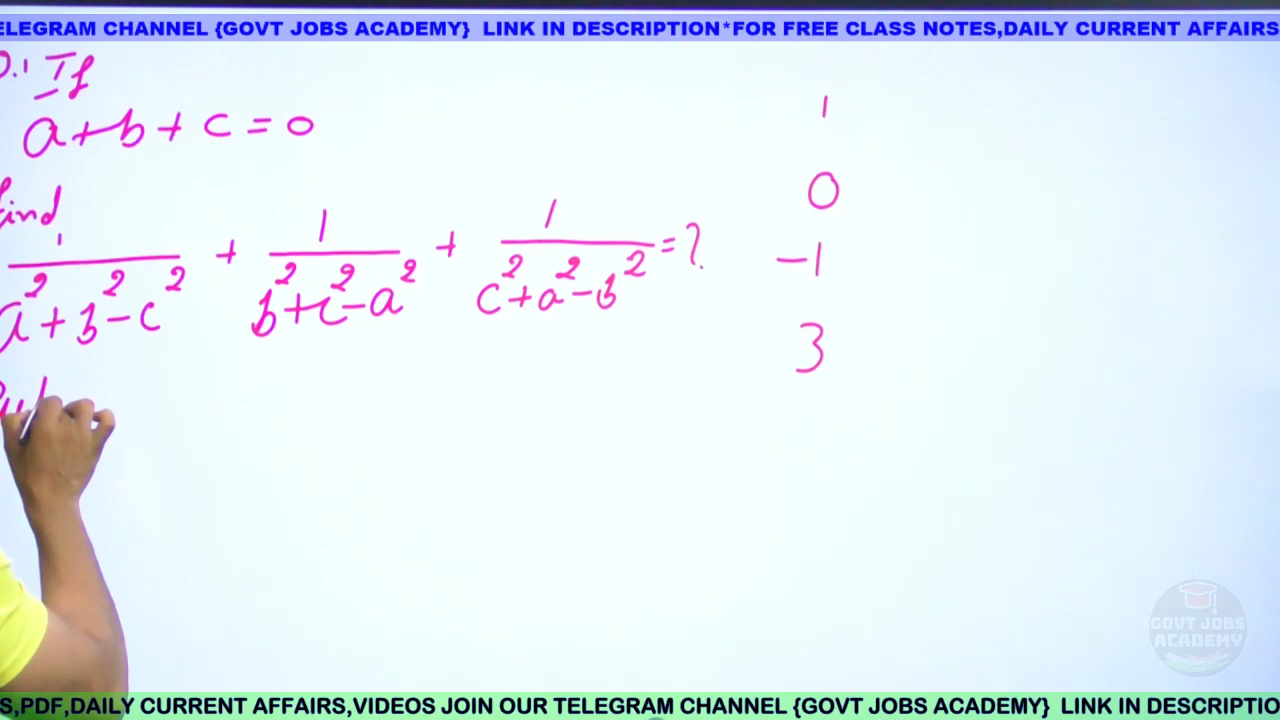 ELEGRAM CHANNEL {GOVT JOBS ACADEMY} LINK IN DESCRIPTION*FOR FREE CLASS NOTES,DAILY CURRENT AFFAIRS
Q.1 If
a+b+c=0
find
1/(a²+b²-c²) + 1/(b²+c²-a²) + 1/(c²+a²-b²) =?
1
0
-1
3
GOVT JOBS
ACADEMY
S,PDF,DAILY CURRENT AFFAIRS,VIDEOS JOIN OUR TELEGRAM CHANNEL {GOVT JOBS ACADEMY} LINK IN DESCRIPTIO